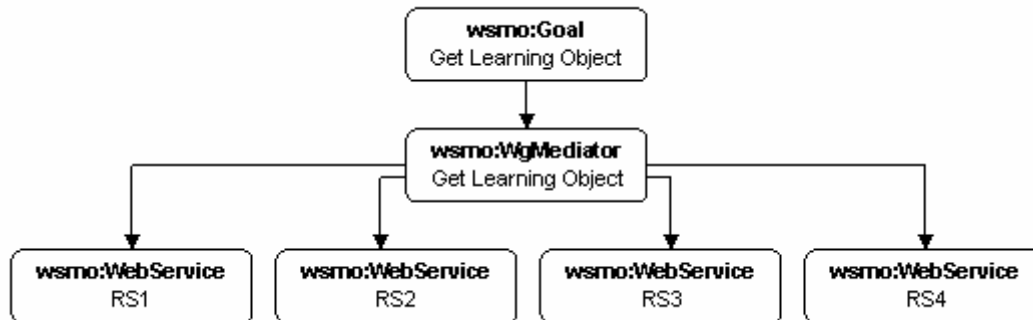 wsmo:Goal
Get Learning Object
wsmo:WgMediator
Get Learning Object
wsmo:WebService
RS1
wsmo:WebService
RS2
wsmo:WebService
RS3
wsmo:WebService
RS4